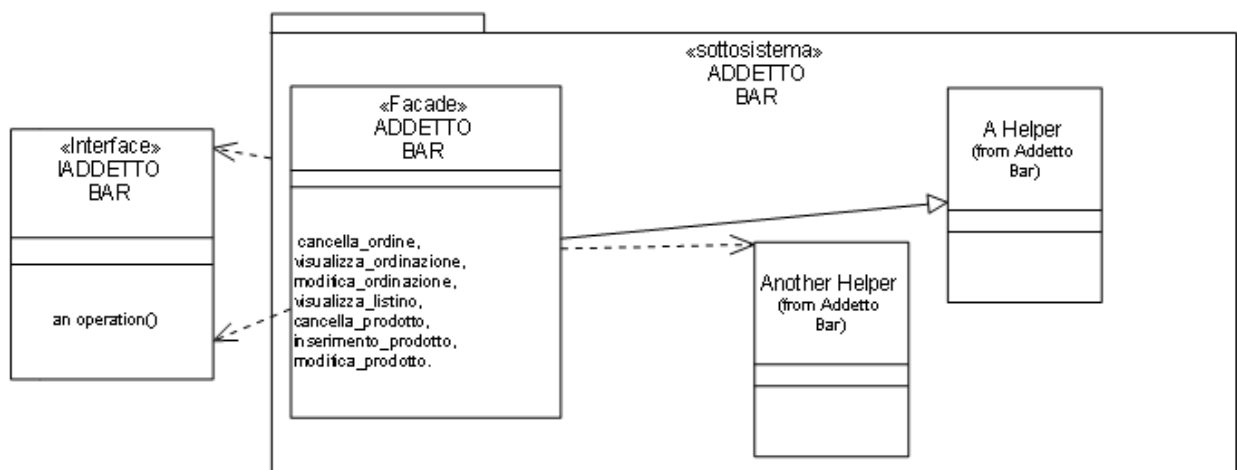 «sottosistema»
ADDETTO
BAR
«Interface»
IADDETTO
BAR
an operation()
«Facade»
ADDETTO
BAR
cancella_ordine,
visualizza_ordinazione,
modifica_ordinazione,
visualizza_listino,
cancella_prodotto,
inserimento_prodotto,
modifica_prodotto.
Another Helper
(from Addetto
Bar)
A Helper
(from Addetto
Bar)